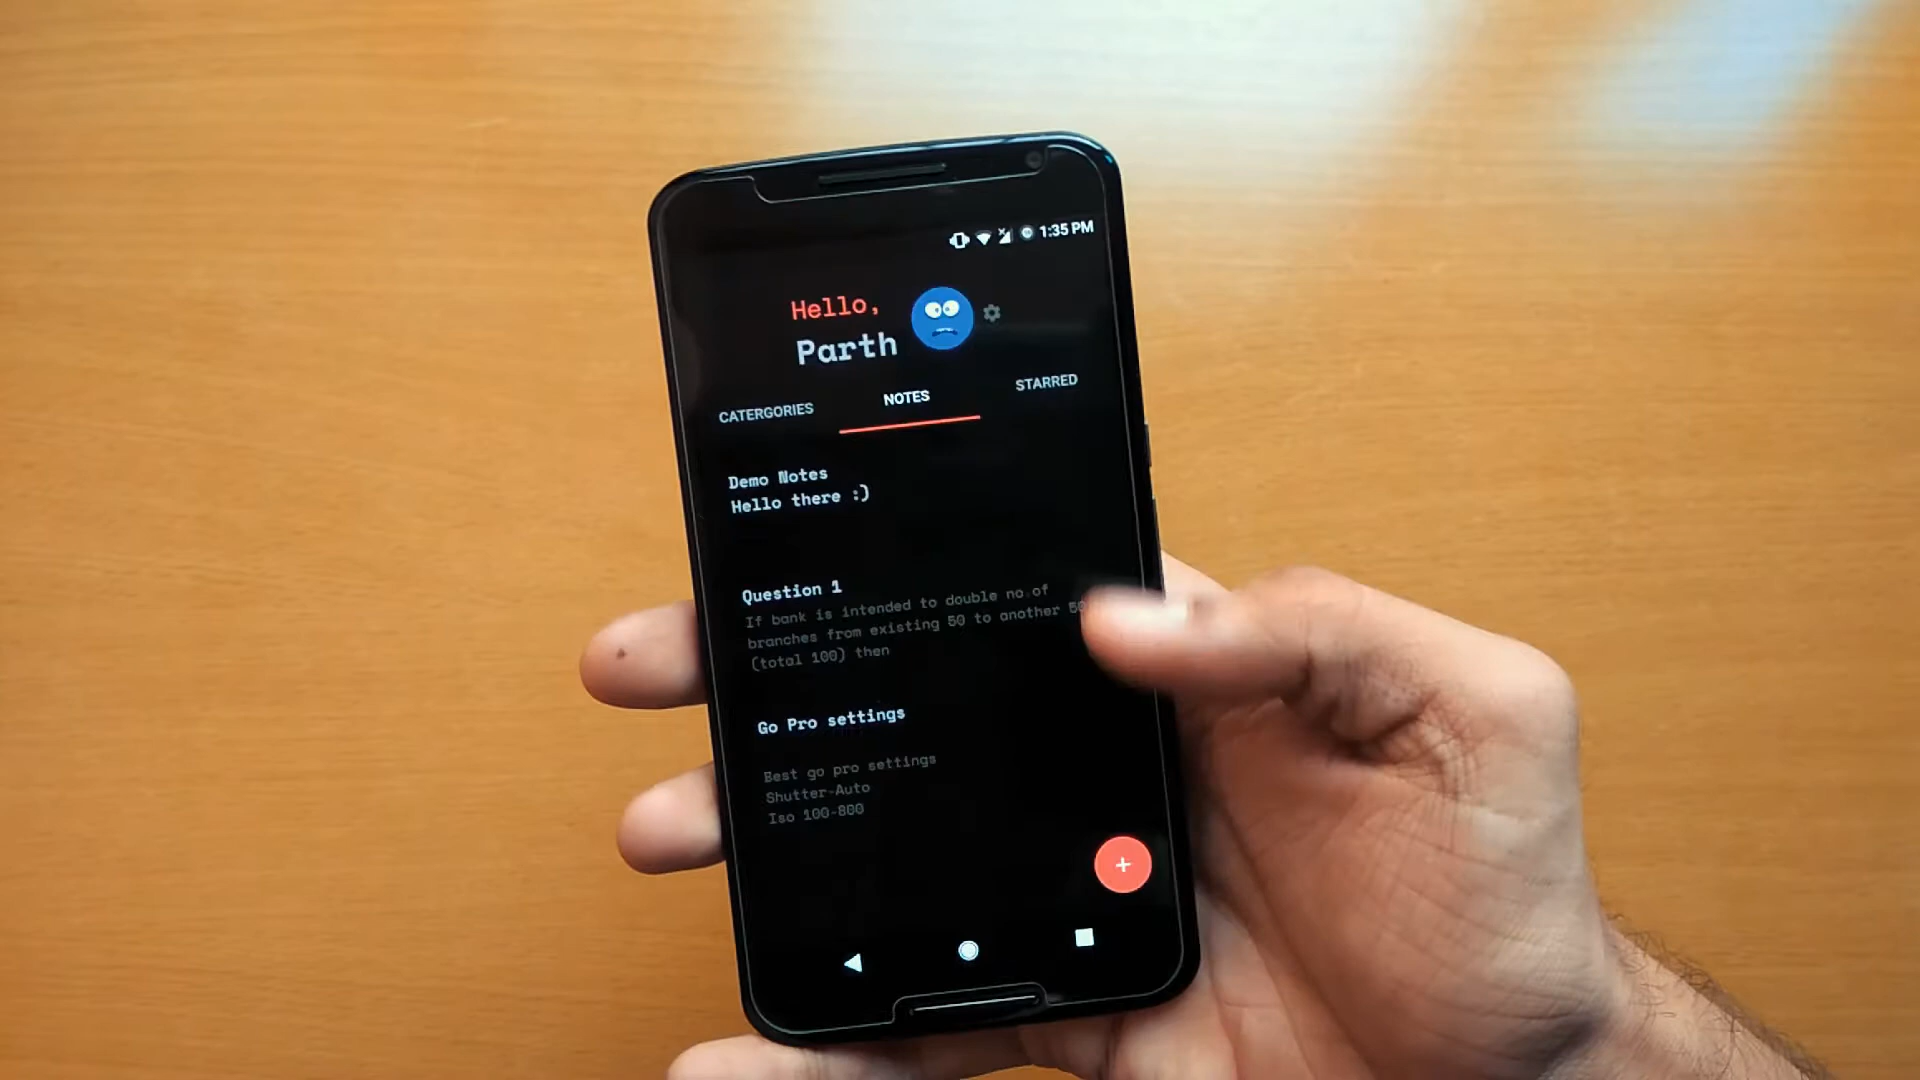 1:35 PM
Hello,
Parth
CATERGORIES
NOTES
STARRED
Demo Notes
Hello there :)
Question 1
If bank is intended to double no.of
branches from existing 50 to another 50
(total 100) then
Go Pro settings
Best go pro settings
Shutter-Auto
Iso 100-800